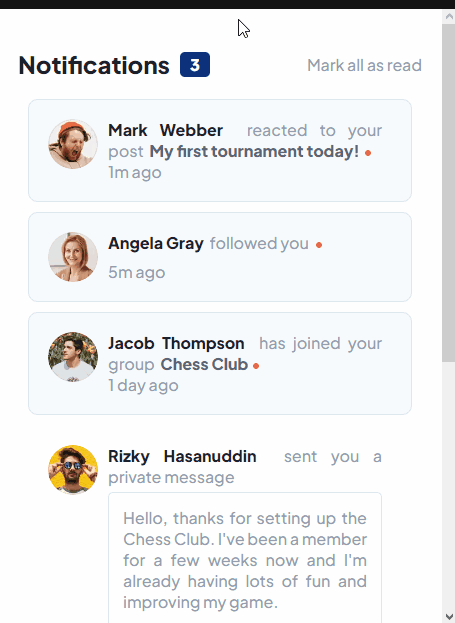 Notifications 3 Mark all as read
Mark Webber reacted to your
post My first tournament today!
1m ago
Angela Gray followed you
5m ago
Jacob Thompson has joined your
group Chess Club
1 day ago
Rizky Hasanuddin sent you a
private message
Hello, thanks for setting up the
Chess Club. I've been a member
for a few weeks now and I'm
already having lots of fun and
improving my game.